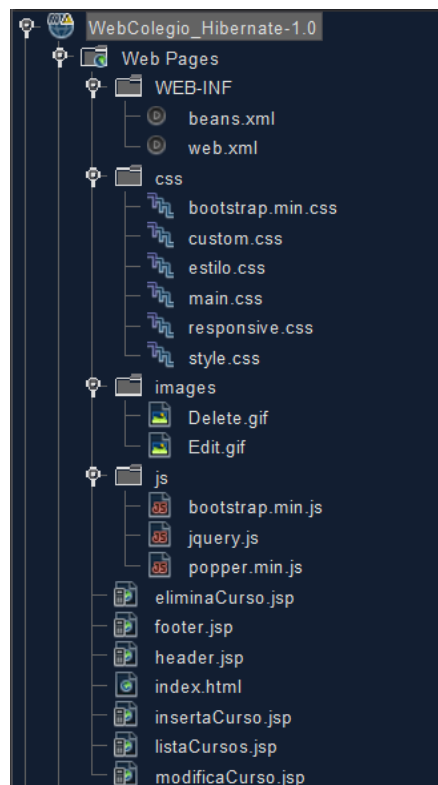 WebColegio_Hibernate-1.0
Web Pages
WEB-INF
beans.xml
web.xml
css
bootstrap.min.css
custom.css
estilo.css
main.css
responsive.css
style.css
images
Delete.gif
Edit.gif
js
bootstrap.min.js
jquery.js
popper.min.js
eliminaCurso.jsp
footer.jsp
header.jsp
index.html
insertaCurso.jsp
listaCursos.jsp
modificaCurso.jsp